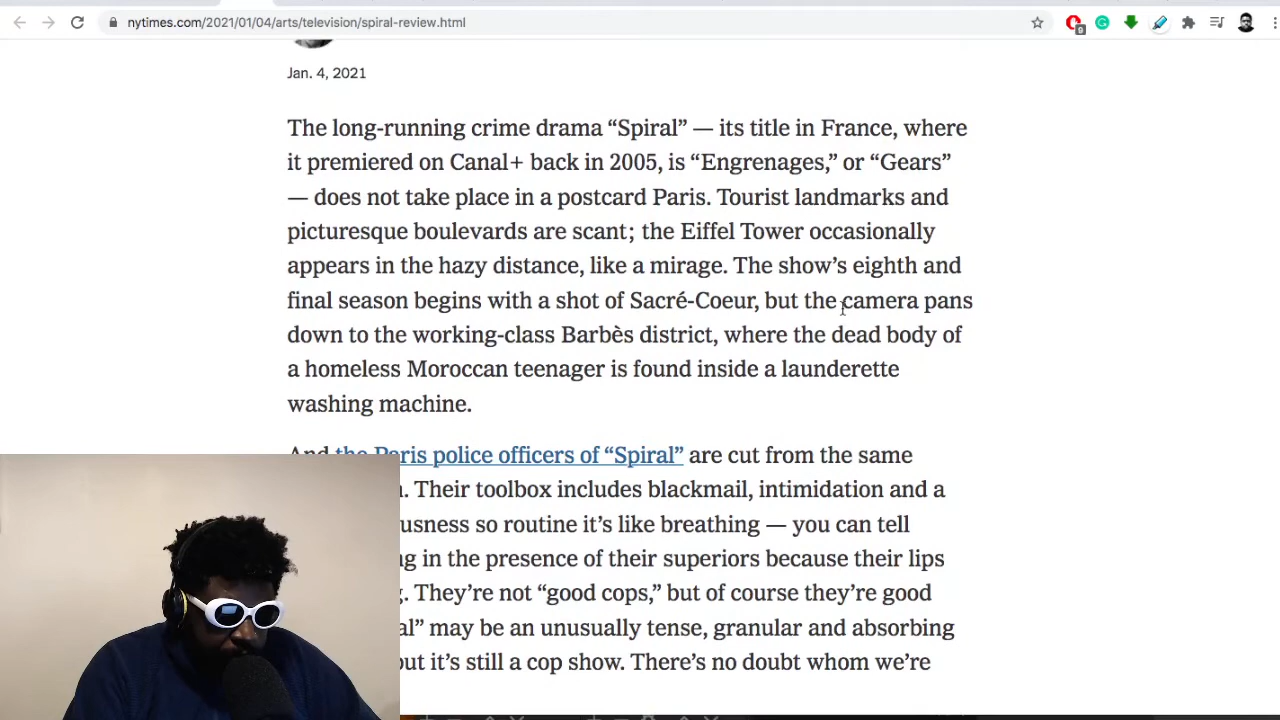 nytimes.com/2021/01/04/arts/television/spiral-review.html
9
Jan. 4, 2021
The long-running crime drama “Spiral” — its title in France, where
it premiered on Canal+ back in 2005, is “Engrenages,” or “Gears”
— does not take place in a postcard Paris. Tourist landmarks and
picturesque boulevards are scant; the Eiffel Tower occasionally
appears in the hazy distance, like a mirage. The show’s eighth and
final season begins with a shot of Sacré-Coeur, but the camera pans
down to the working-class Barbès district, where the dead body of
a homeless Moroccan teenager is found inside a launderette
washing machine.
And the Paris police officers of “Spiral” are cut from the same
. Their toolbox includes blackmail, intimidation and a
usness so routine it’s like breathing — you can tell
g in the presence of their superiors because their lips
. They’re not “good cops,” but of course they’re good
al” may be an unusually tense, granular and absorbing
but it’s still a cop show. There’s no doubt whom we’re